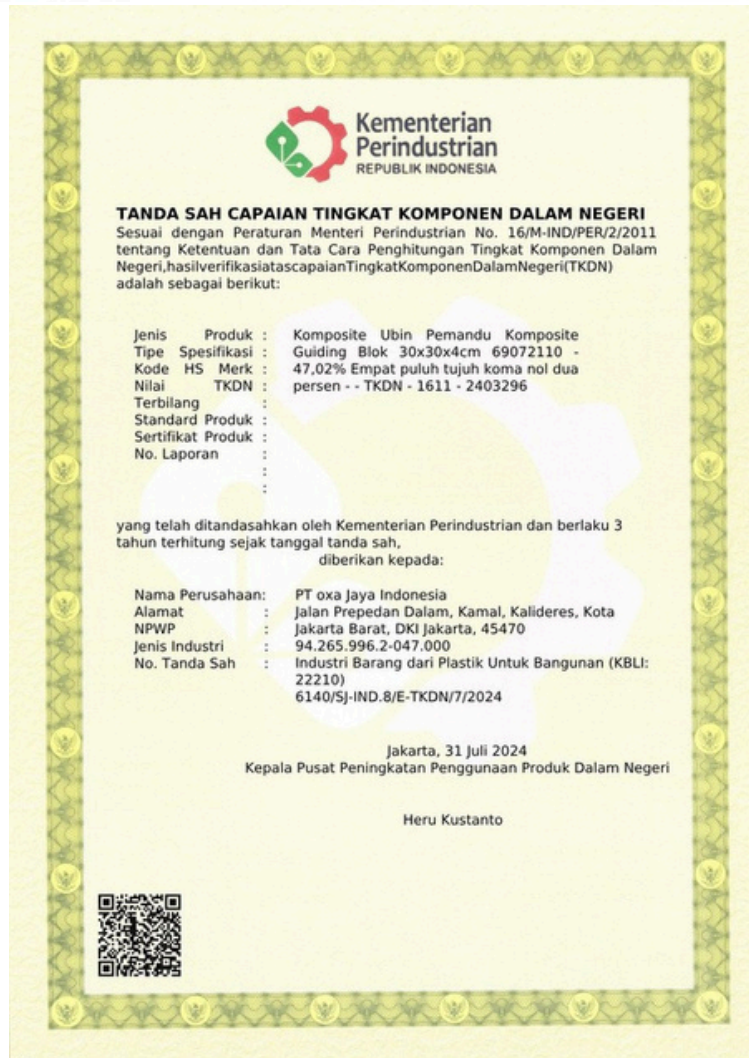 Kementerian
Perindustrian
REPUBLIK INDONESIA
TANDA SAH CAPAIAN TINGKAT KOMPONEN DALAM NEGERI
Sesuai dengan Peraturan Menteri Perindustrian No. 16/M-IND/PER/2/2011
tentang Ketentuan dan Tata Cara Penghitungan Tingkat Komponen Dalam
Negeri,hasilverifikasiatascapaianTingkatKomponenDalamNegeri(TKDN)
adalah sebagai berikut:
Jenis Produk : Komposite Ubin Pemandu Komposite
Tipe Spesifikasi : Guiding Blok 30x30x4cm 69072110 -
Kode HS Merk : 47,02% Empat puluh tujuh koma nol dua
Nilai TKDN : persen - - TKDN - 1611 - 2403296
Terbilang :
Standard Produk :
Sertifikat Produk :
No. Laporan :
:
:
yang telah ditandasahkan oleh Kementerian Perindustrian dan berlaku 3
tahun terhitung sejak tanggal tanda sah,
diberikan kepada:
Nama Perusahaan: PT oxa Jaya Indonesia
Alamat : Jalan Prepedan Dalam, Kamal, Kalideres, Kota
NPWP : Jakarta Barat, DKI Jakarta, 45470
Jenis Industri : 94.265.996.2-047.000
No. Tanda Sah : Industri Barang dari Plastik Untuk Bangunan (KBLI:
22210)
6140/SJ-IND.8/E-TKDN/7/2024
Jakarta, 31 Juli 2024
Kepala Pusat Peningkatan Penggunaan Produk Dalam Negeri
Heru Kustanto